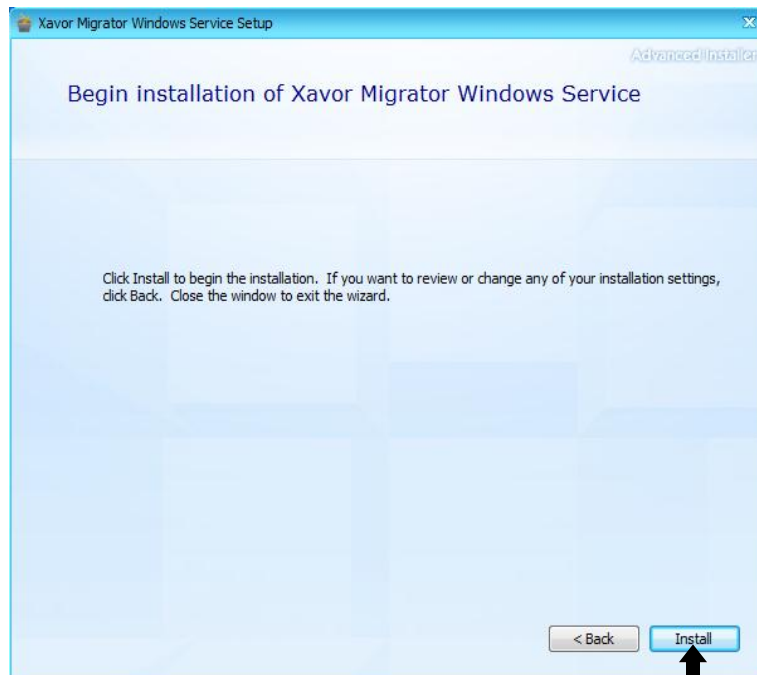 Xavor Migrator Windows Service Setup
Advanced Installer
Begin installation of Xavor Migrator Windows Service
Click Install to begin the installation.  If you want to review or change any of your installation settings,
click Back.  Close the window to exit the wizard.
< Back
Install